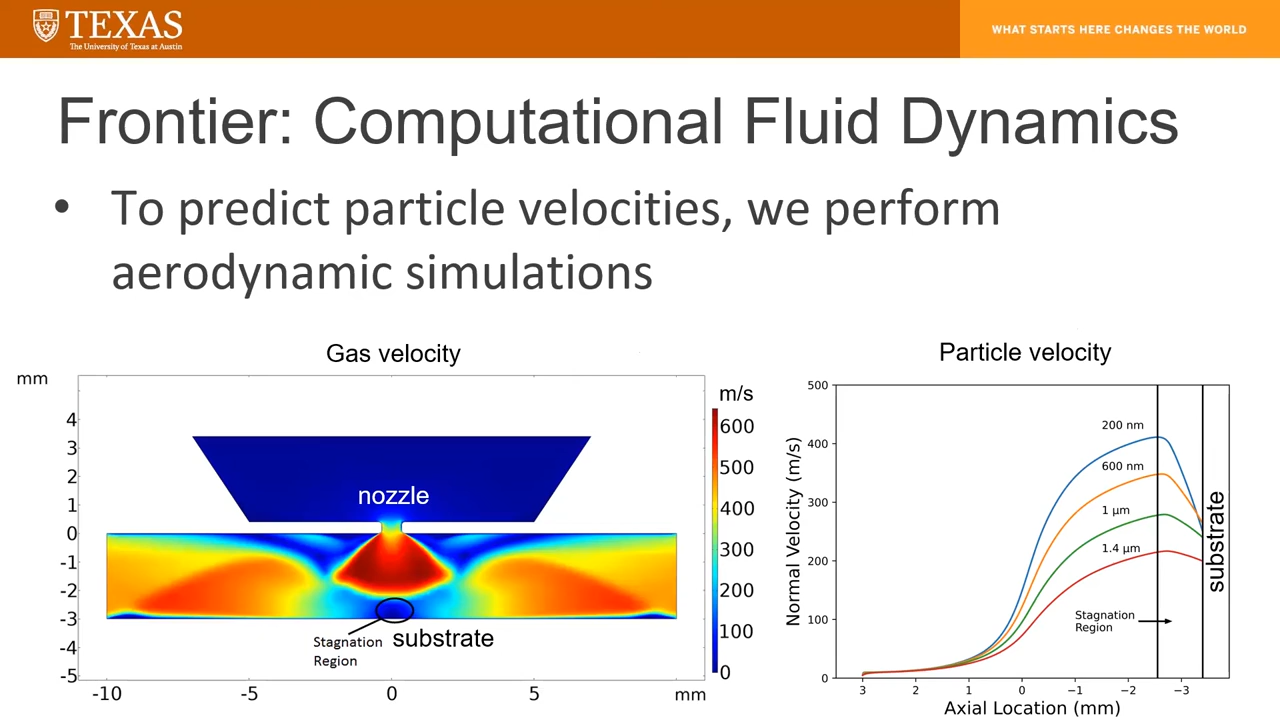 TEXAS
The University of Texas at Austin
WHAT STARTS HERE CHANGES THE WORLD
Frontier: Computational Fluid Dynamics
• To predict particle velocities, we perform
aerodynamic simulations
Gas velocity
mm
4
3
2
1
0
-1
-2
-3
-4
-5
-10
-5
0
5
mm
nozzle
Stagnation
Region
substrate
m/s
600
500
400
300
200
100
0
Particle velocity
Normal Velocity (m/s)
500
400
300
200
100
0
200 nm
600 nm
1 μm
1.4 μm
Stagnation
Region
substrate
3
2
1
0
−1
−2
−3
Axial Location (mm)